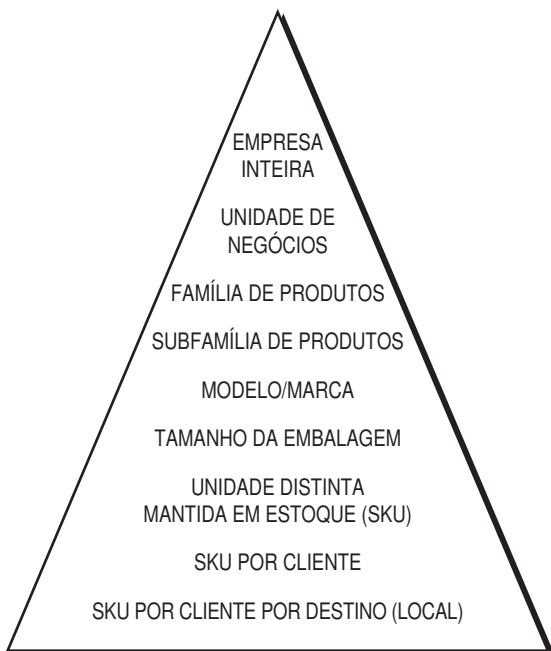 EMPRESA
INTEIRA
UNIDADE DE
NEGÓCIOS
FAMÍLIA DE PRODUTOS
SUBFAMÍLIA DE PRODUTOS
MODELO/MARCA
TAMANHO DA EMBALAGEM
UNIDADE DISTINTA
MANTIDA EM ESTOQUE (SKU)
SKU POR CLIENTE
SKU POR CLIENTE POR DESTINO (LOCAL)